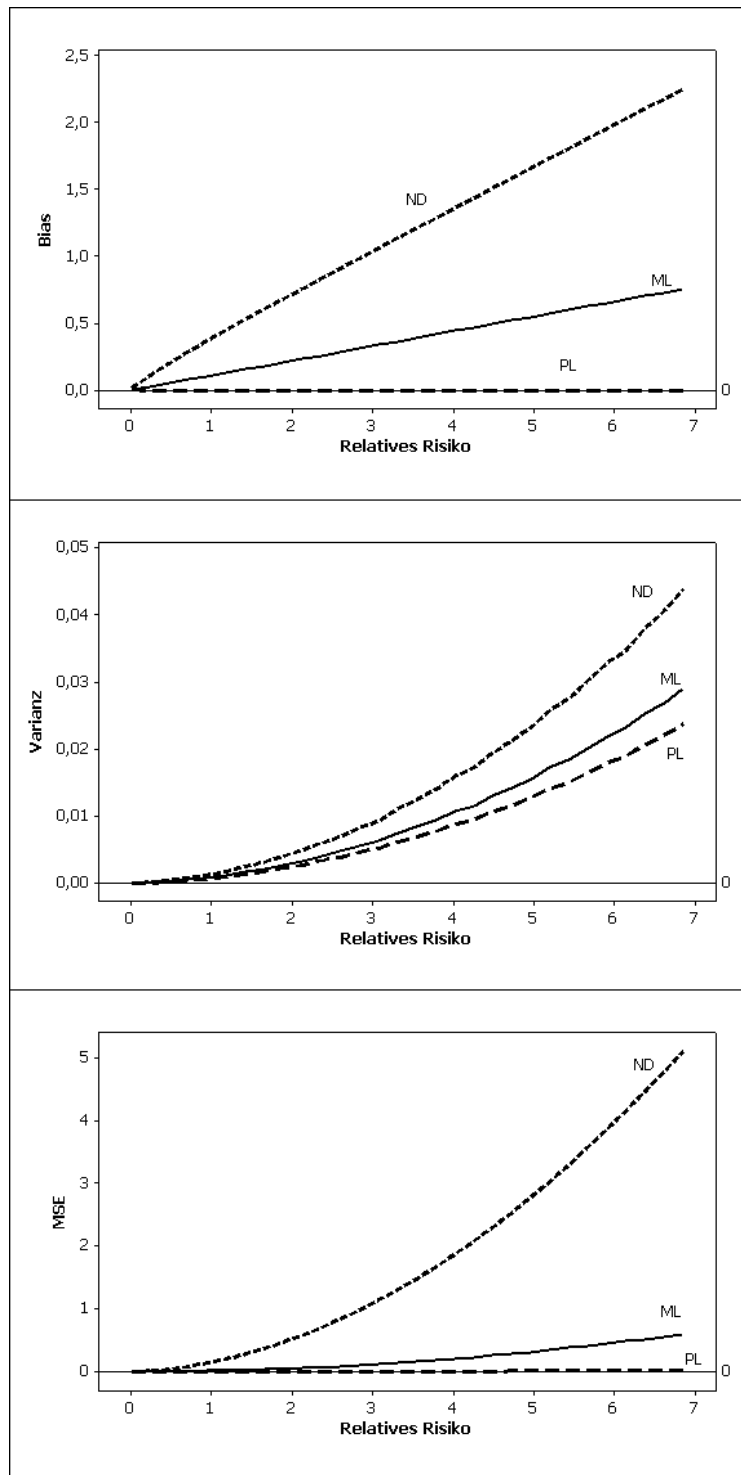 2,5
2,0
1,5
1,0
0,5
0,0
Bias
ND
ML
PL
0
0 1 2 3 4 5 6 7
Relatives Risiko
0,05
0,04
0,03
0,02
0,01
0,00
Varianz
ND
ML
PL
0
0 1 2 3 4 5 6 7
Relatives Risiko
5
4
3
2
1
0
MSE
ND
ML
PL
0
0 1 2 3 4 5 6 7
Relatives Risiko